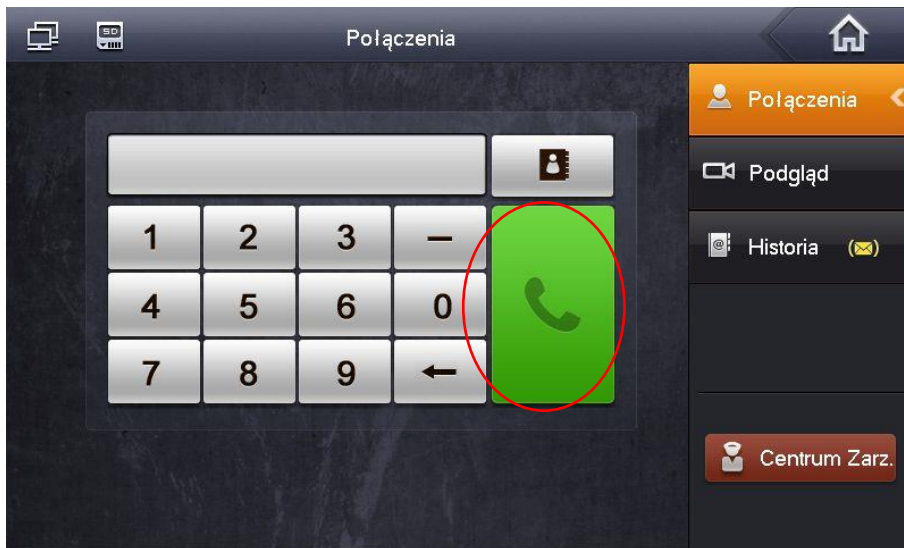 SD
Połączenia
Połączenia
Podgląd
@ Historia
1 2 3 –
4 5 6 0
7 8 9 ←
Centrum Zarz.